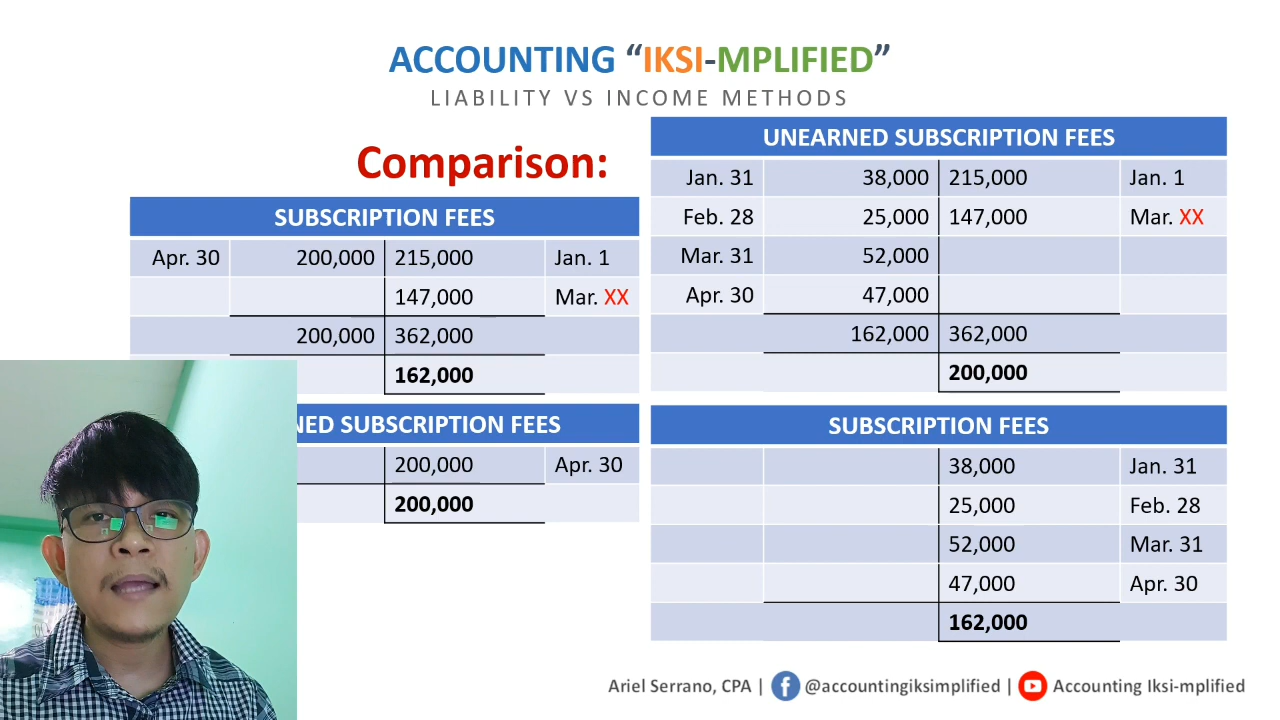 ACCOUNTING “IKSI-MPLIFIED”
LIABILITY VS INCOME METHODS
Comparison:
SUBSCRIPTION FEES
Apr. 30 200,000 215,000 Jan. 1
147,000 Mar. XX
200,000 362,000
162,000
NED SUBSCRIPTION FEES
200,000 Apr. 30
200,000
UNEARNED SUBSCRIPTION FEES
Jan. 31 38,000 215,000 Jan. 1
Feb. 28 25,000 147,000 Mar. XX
Mar. 31 52,000
Apr. 30 47,000
162,000 362,000
200,000
SUBSCRIPTION FEES
38,000 Jan. 31
25,000 Feb. 28
52,000 Mar. 31
47,000 Apr. 30
162,000
Ariel Serrano, CPA | @accountingiksimplified | Accounting Iksi-mplified